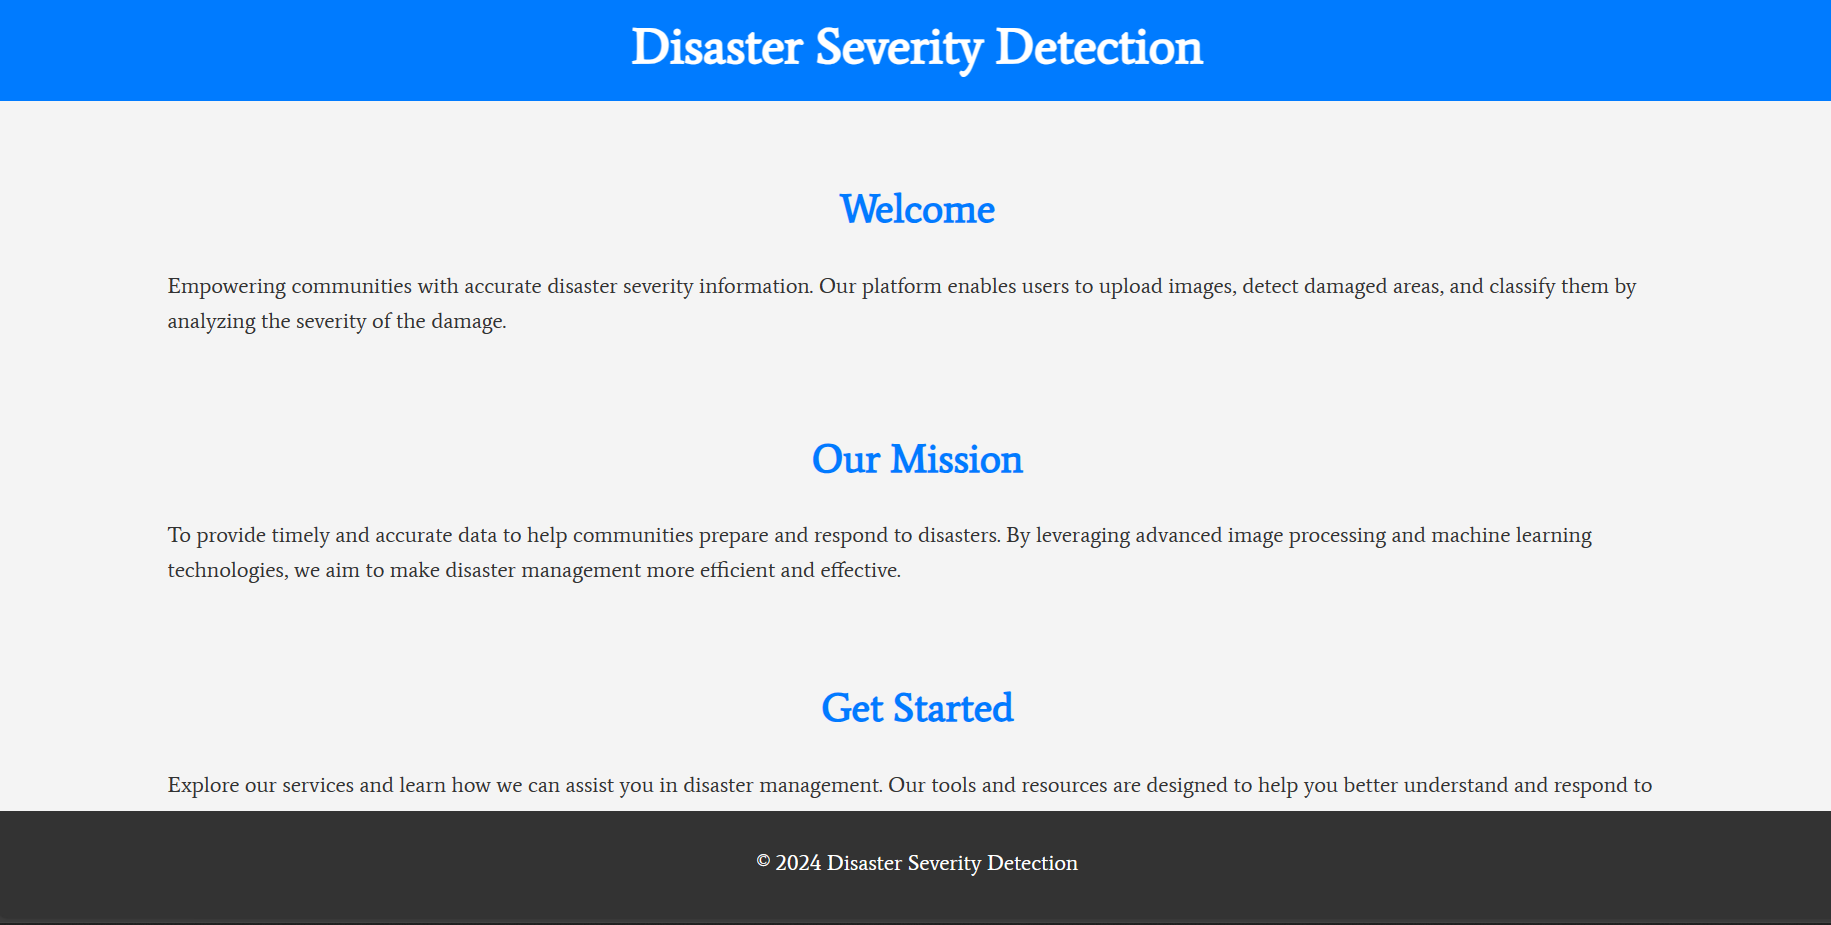 Disaster Severity Detection
Welcome
Empowering communities with accurate disaster severity information. Our platform enables users to upload images, detect damaged areas, and classify them by
analyzing the severity of the damage.
Our Mission
To provide timely and accurate data to help communities prepare and respond to disasters. By leveraging advanced image processing and machine learning
technologies, we aim to make disaster management more efficient and effective.
Get Started
Explore our services and learn how we can assist you in disaster management. Our tools and resources are designed to help you better understand and respond to
© 2024 Disaster Severity Detection